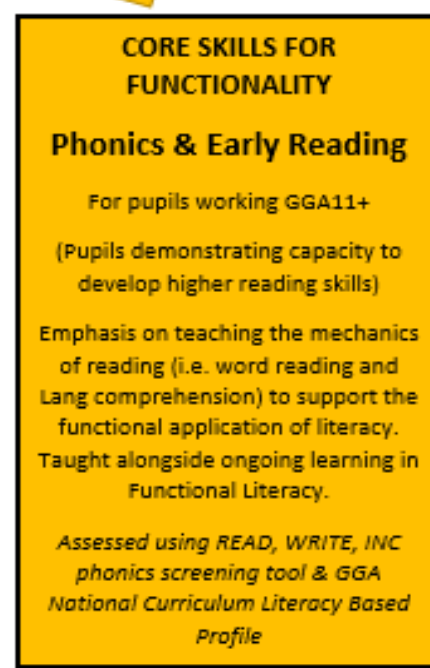 CORE SKILLS FOR
FUNCTIONALITY
Phonics & Early Reading
For pupils working GGA11+
(Pupils demonstrating capacity to
develop higher reading skills)
Emphasis on teaching the mechanics
of reading (i.e. word reading and
Lang comprehension) to support the
functional application of literacy.
Taught alongside ongoing learning in
Functional Literacy.
Assessed using READ, WRITE, INC
phonics screening tool & GGA
National Curriculum Literacy Based
Profile